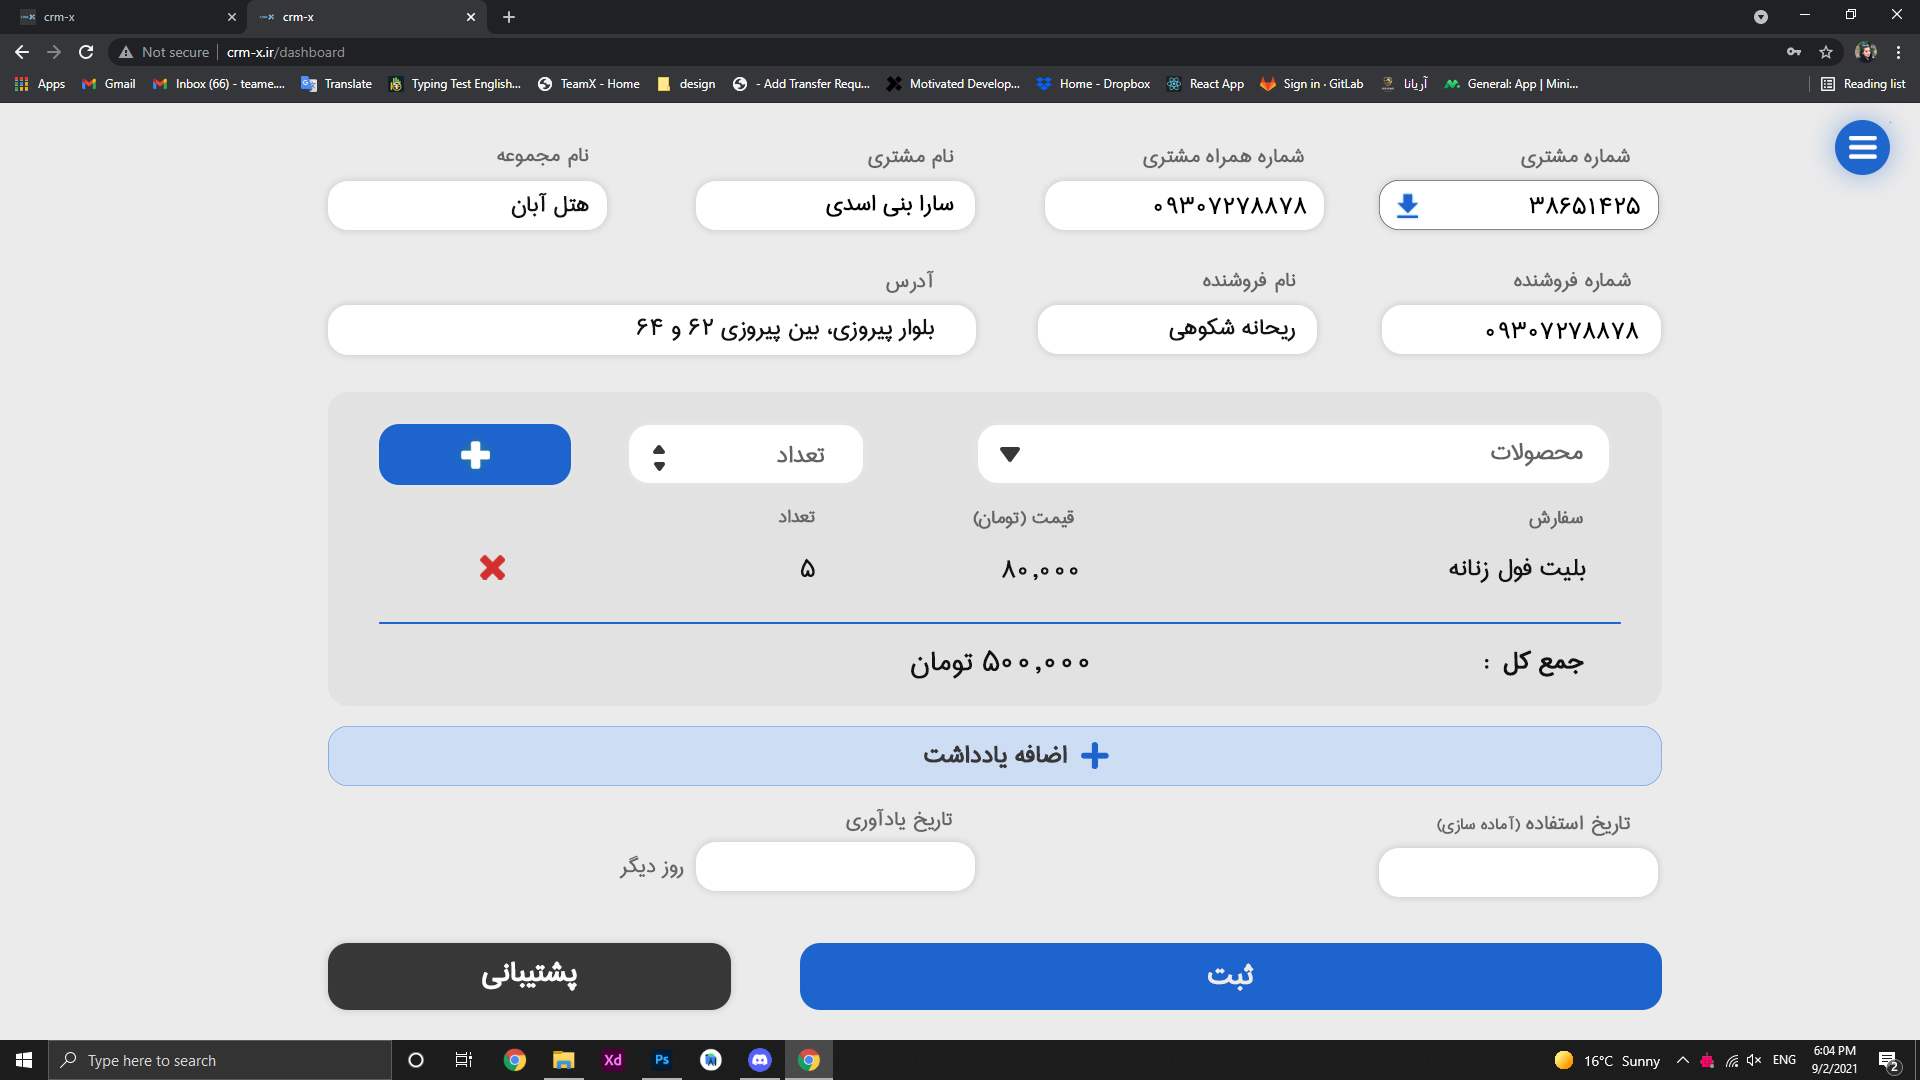 crm-x
crm-x
Not secure
crm-x.ir/dashboard
Apps
Gmail
Inbox (66) - teame....
Translate
Typing Test English...
TeamX - Home
design
- Add Transfer Requ...
Motivated Develop...
Home - Dropbox
React App
Sign in · GitLab
آریانا
General: App | Mini...
Reading list
شماره مشتری
شماره همراه مشتری
نام مشتری
نام مجموعه
۳۸۶۵۱۴۲۵
۰۹۳۰۷۲۷۸۸۷۸
سارا بنی اسدی
هتل آبان
شماره فروشنده
نام فروشنده
آدرس
۰۹۳۰۷۲۷۸۸۷۸
ریحانه شکوهی
بلوار پیروزی، بین پیروزی ۶۲ و ۶۴
محصولات
تعداد
سفارش
قیمت (تومان)
تعداد
بلیت فول زنانه
۸۰,۰۰۰
۵
جمع کل :
۵۰۰,۰۰۰ تومان
اضافه یادداشت
تاریخ استفاده (آماده سازی)
تاریخ یادآوری
روز دیگر
ثبت
پشتیبانی
Type here to search
Xd
Ps
16°C Sunny
ENG
6:04 PM
9/2/2021
2